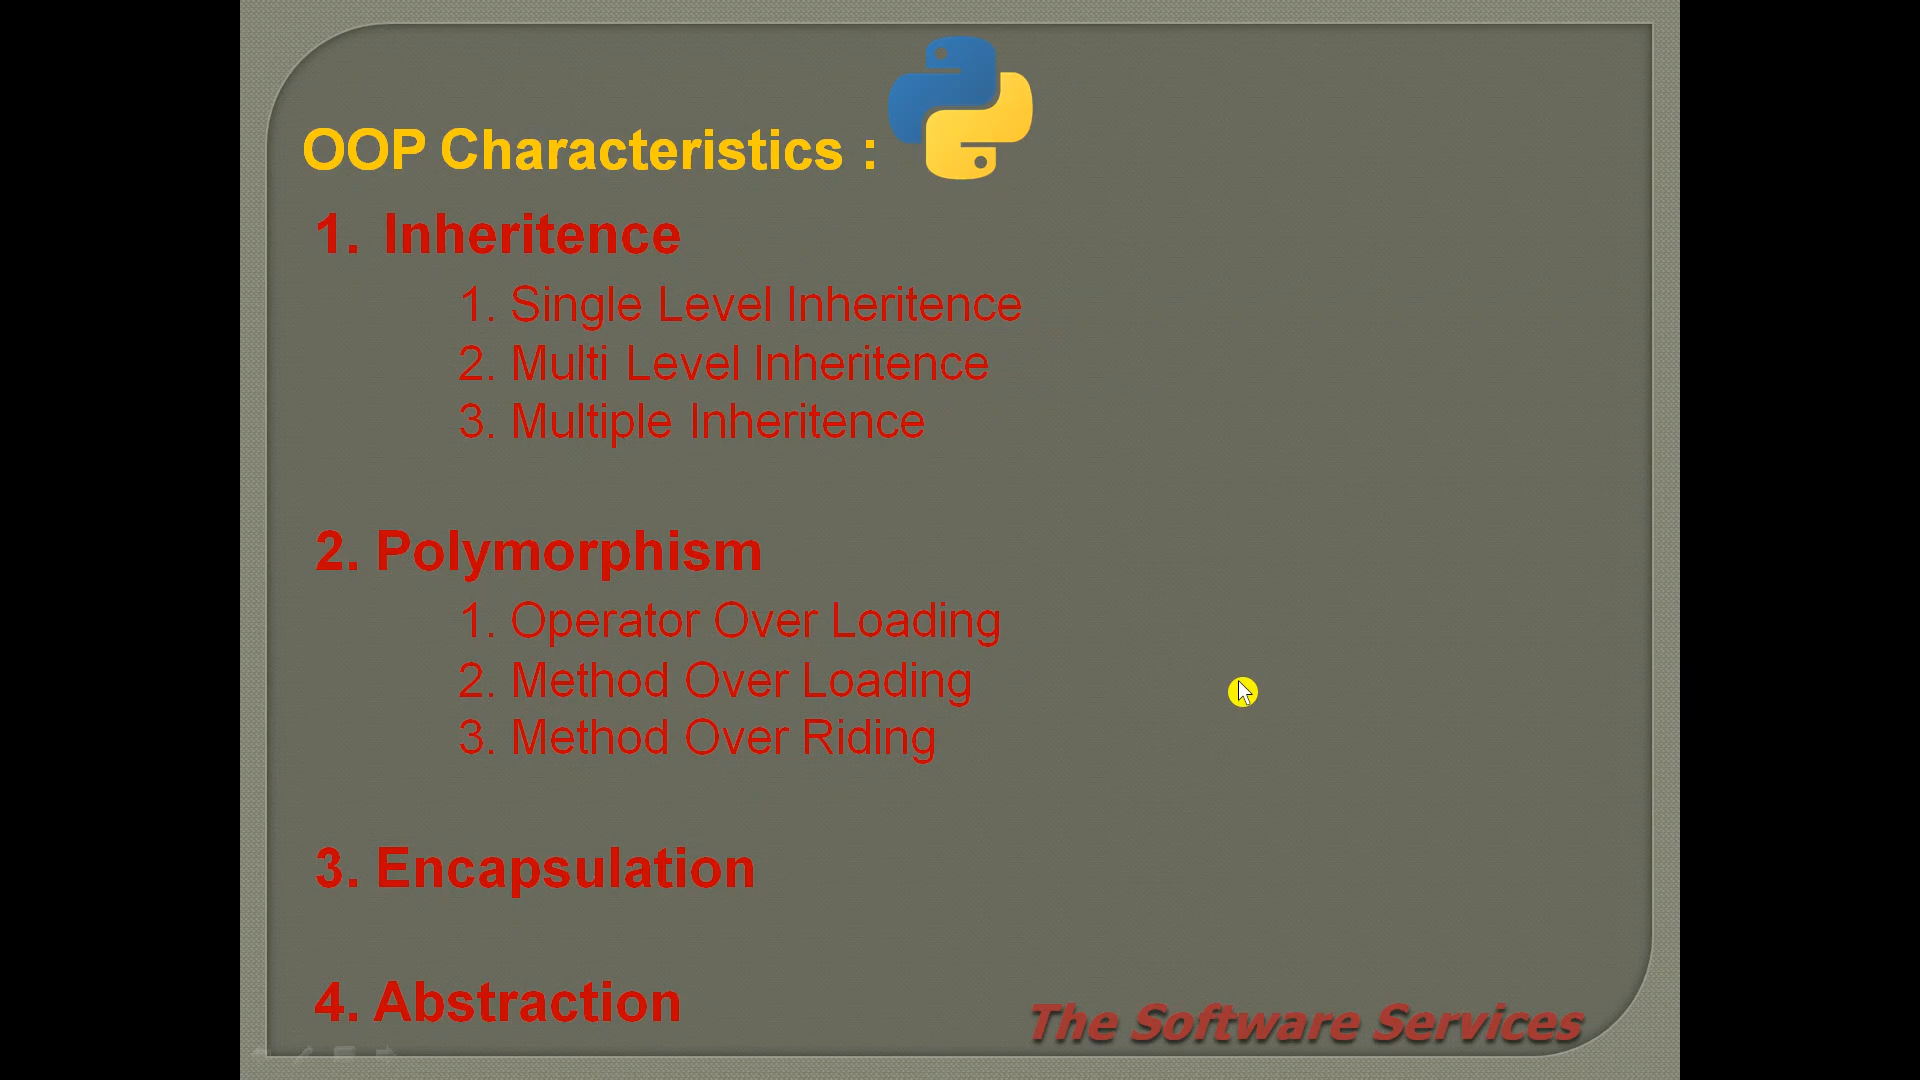 OOP Characteristics :
1. Inheritence
1. Single Level Inheritence
2. Multi Level Inheritence
3. Multiple Inheritence
2. Polymorphism
1. Operator Over Loading
2. Method Over Loading
3. Method Over Riding
3. Encapsulation
4. Abstraction
The Software Services